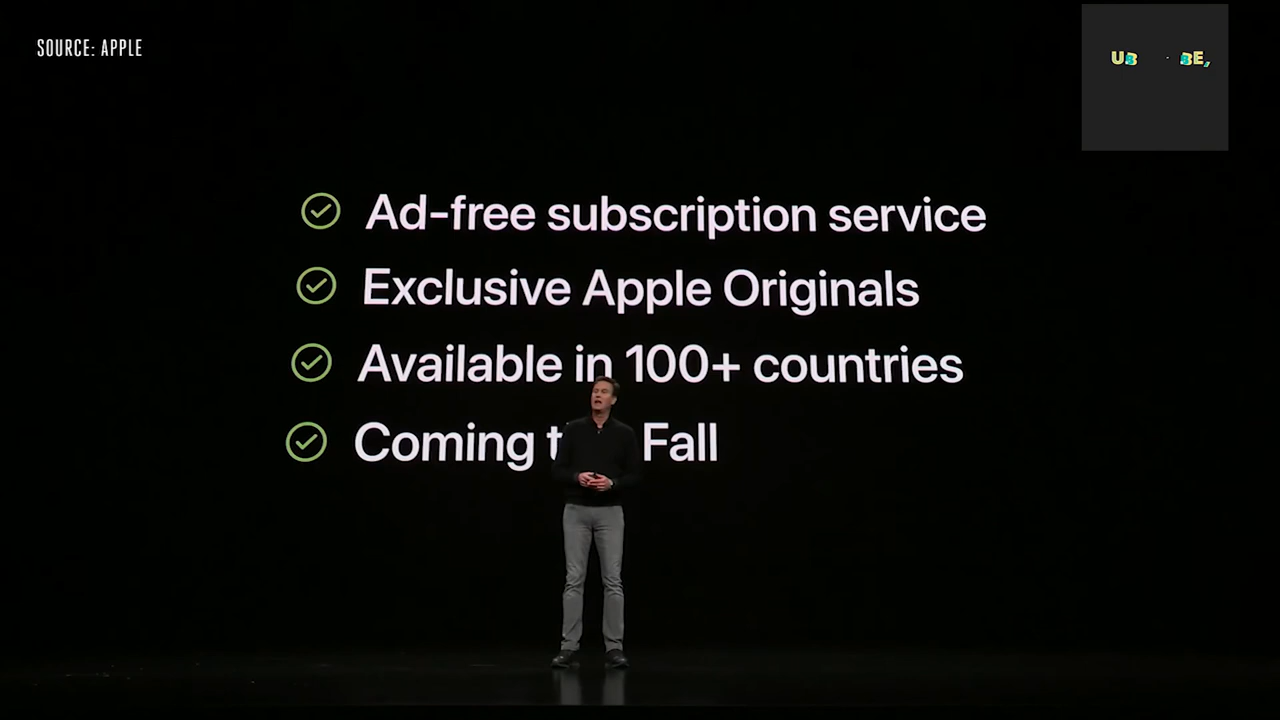 SOURCE: APPLE
Ad-free subscription service
Exclusive Apple Originals
Available in 100+ countries
Coming Fall